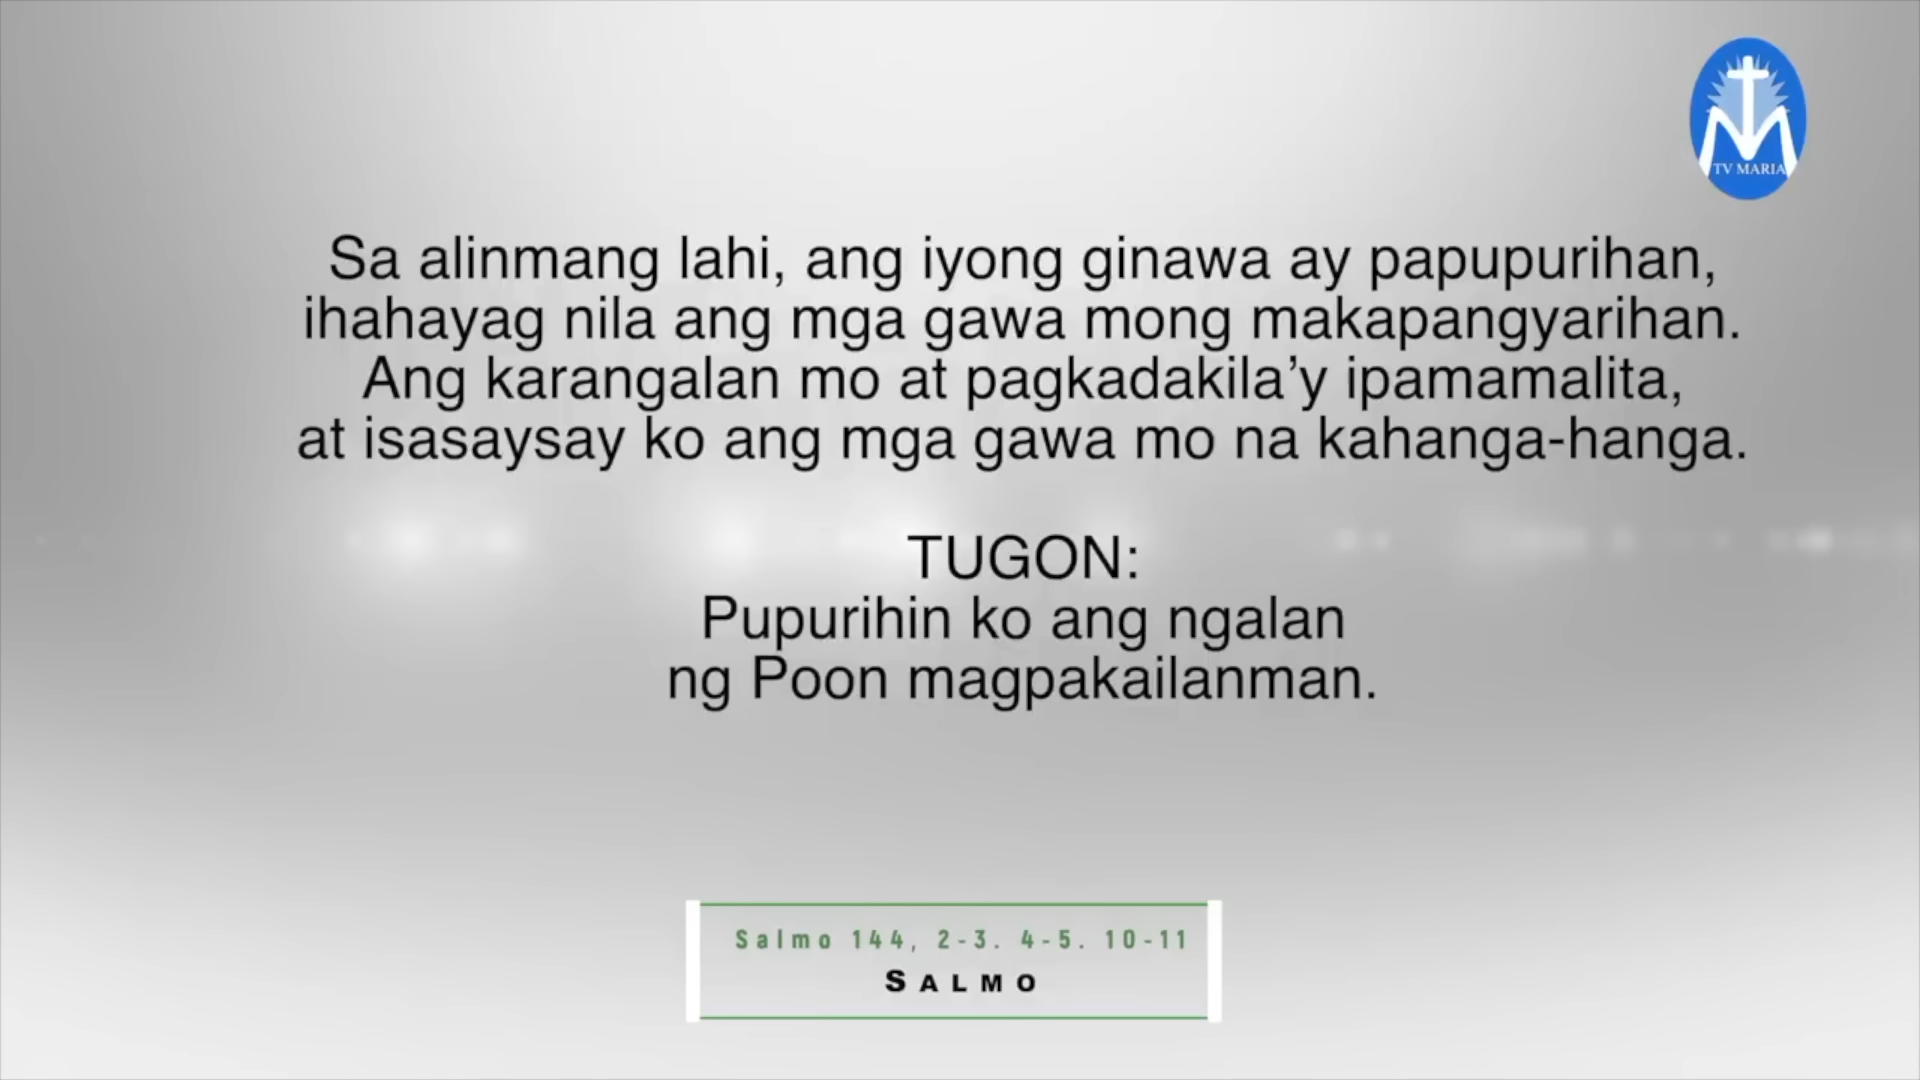 TV MARIA
Sa alinmang lahi, ang iyong ginawa ay papupurihan,
ihahayag nila ang mga gawa mong makapangyarihan.
Ang karangalan mo at pagkadakila’y ipamamalita,
at isasaysay ko ang mga gawa mo na kahanga-hanga.
TUGON:
Pupurihin ko ang ngalan
ng Poon magpakailanman.
Salmo 144, 2-3. 4-5. 10-11
SALMO